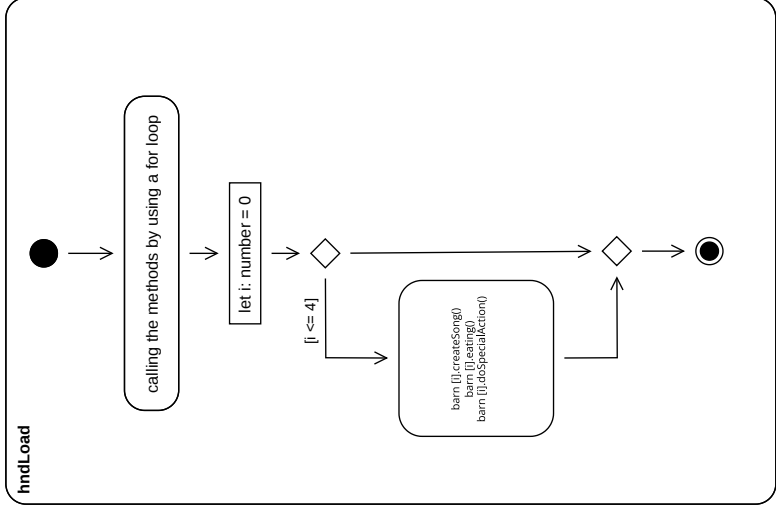 hndLoad
calling the methods by using a for loop
let i: number = 0
[i <= 4]
barn [i].createSong()
barn [i].eating()
barn [i].doSpecialAction()